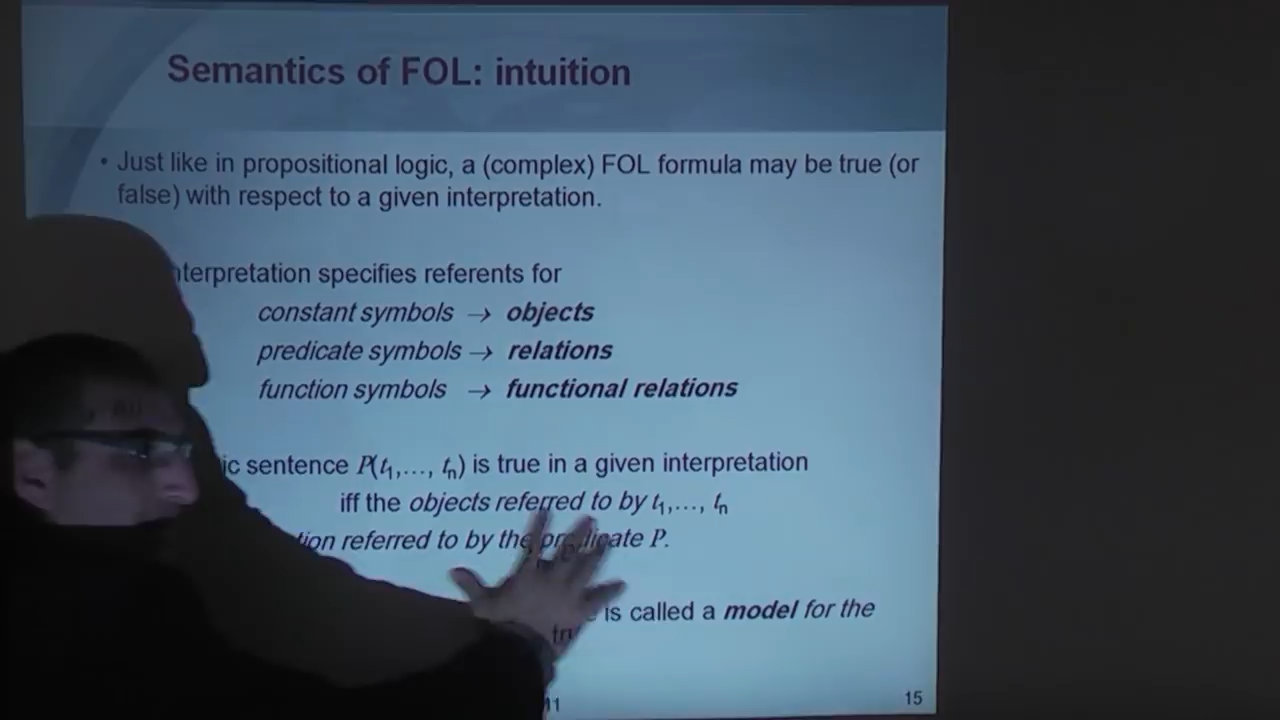 Semantics of FOL: intuition
• Just like in propositional logic, a (complex) FOL formula may be true (or
false) with respect to a given interpretation.
nterpretation specifies referents for
constant symbols → objects
predicate symbols → relations
function symbols → functional relations
ic sentence P(t1,..., tn) is true in a given interpretation
iff the objects referred to by t1,..., tn
tion referred to by the predicate P.
is called a model for the
15